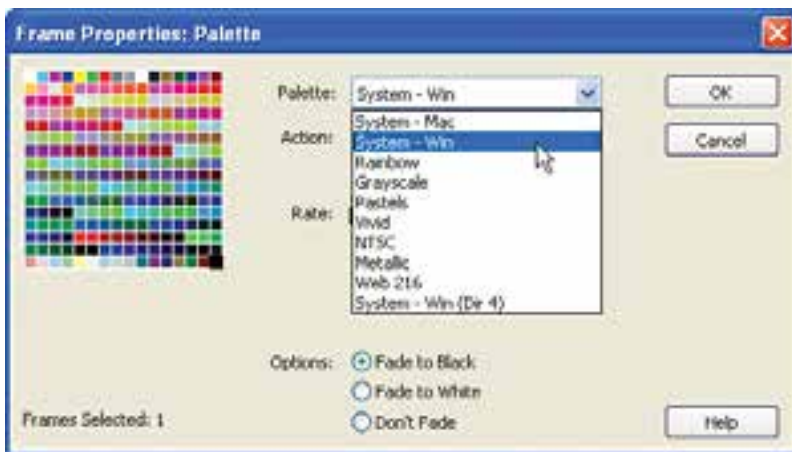 Frame Properties: Palette
Palette: System - Win
OK
System - Mac
Action:
System - Win
Cancel
Rainbow
Grayscale
Pastels
Rate:
Vivid
NTSC
Metallic
Web 216
System - Win (Dir 4)
Options: Fade to Black
Fade to White
Frames Selected: 1
Don't Fade
Help